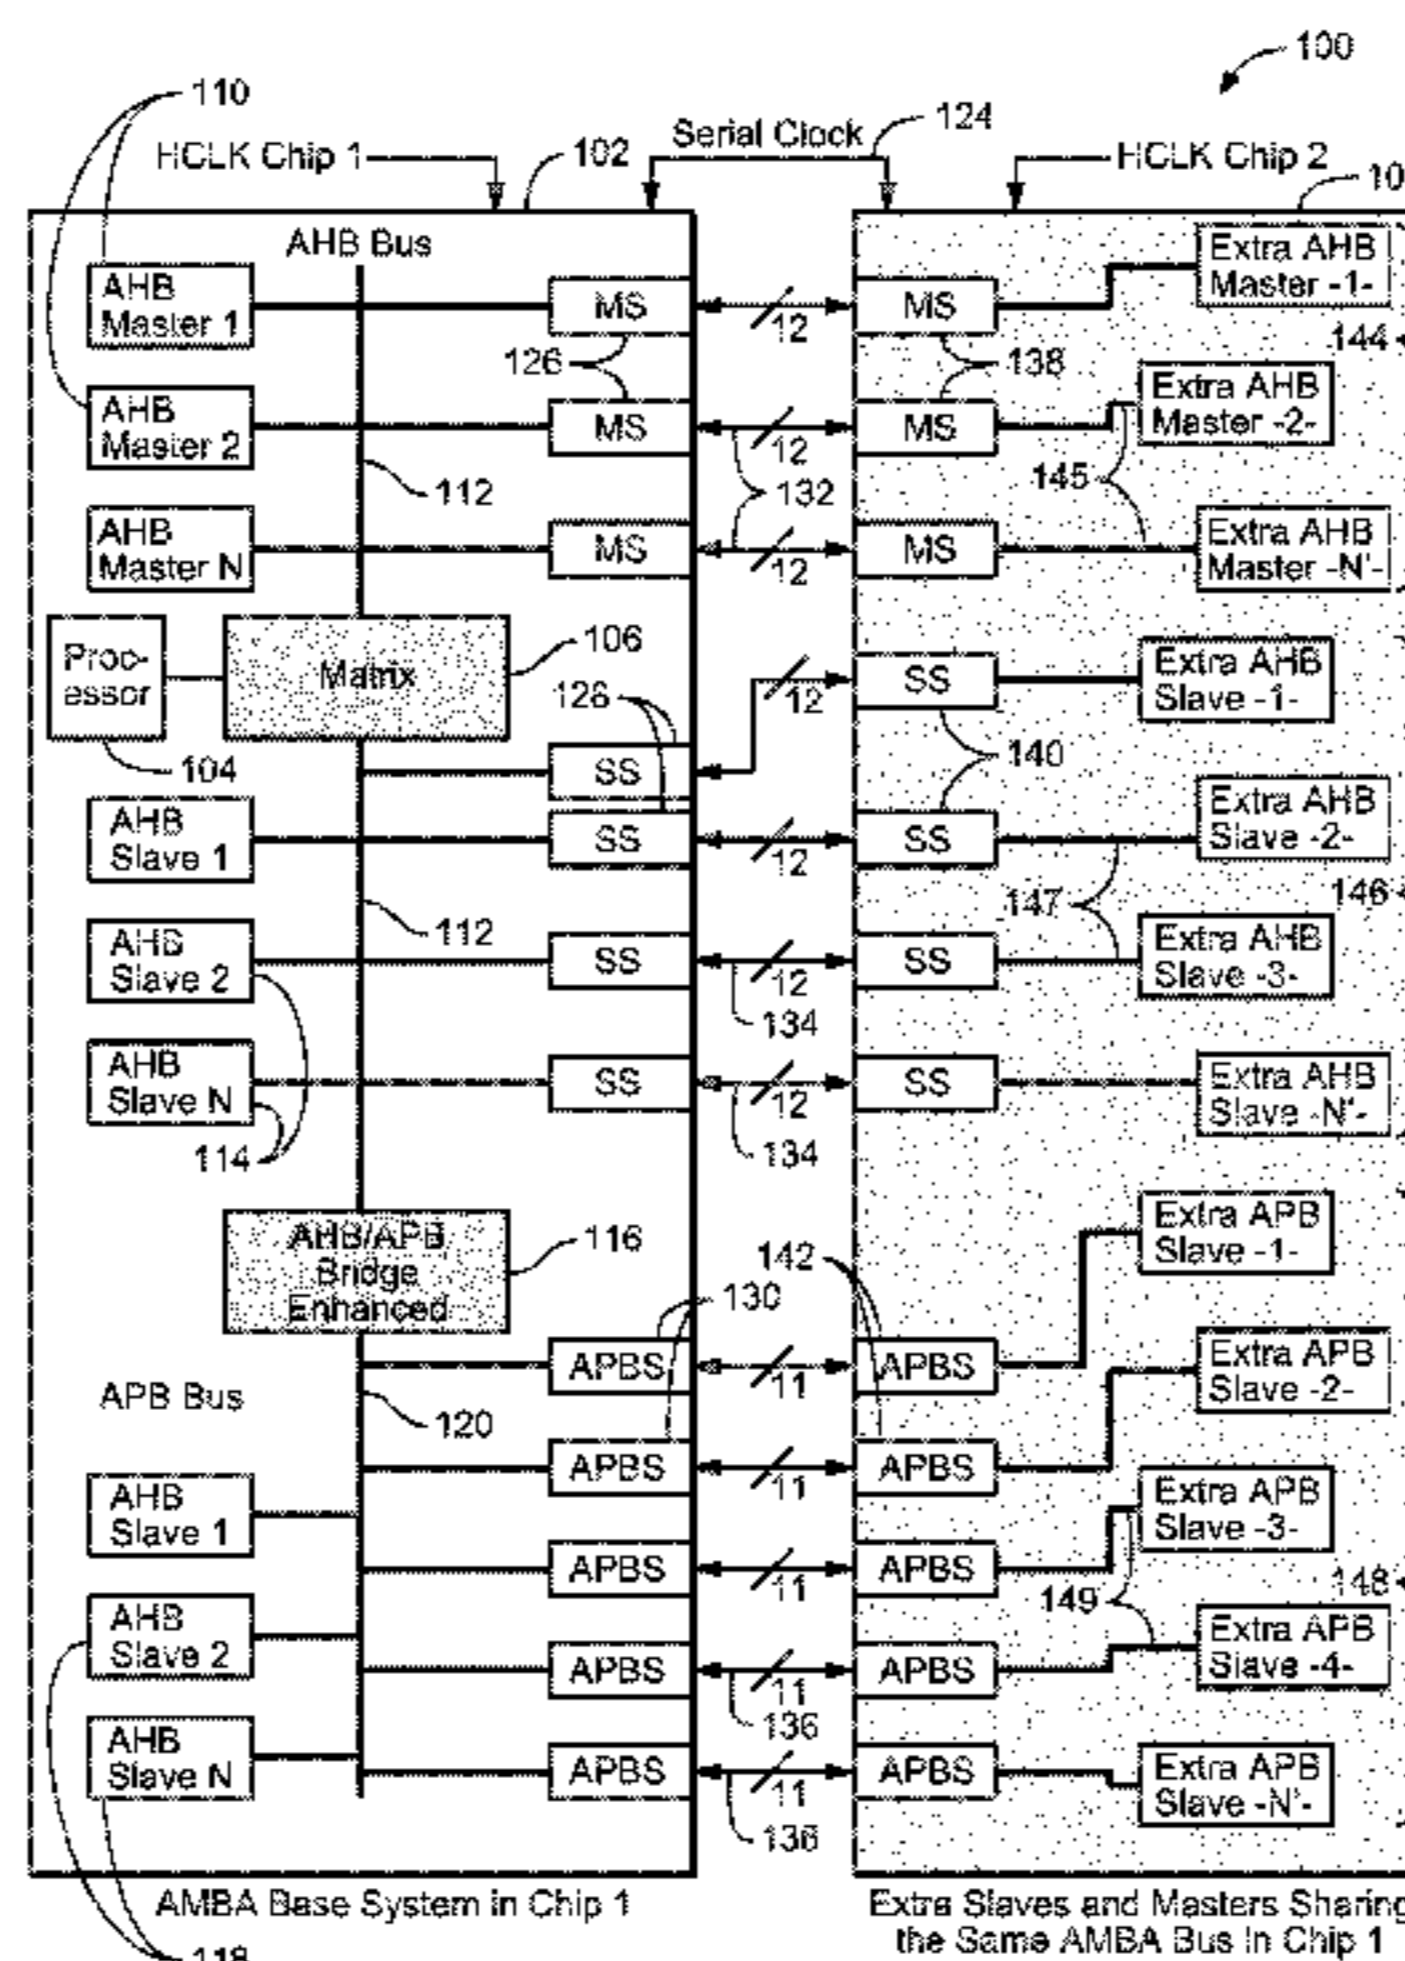 100
110
HCLK Chip 1
102
Serial Clock
124
HCLK Chip 2
10
AHB Bus
AHB
Master 1
MS
12
MS
Extra AHB
Master -1-
126
138
144
AHB
Master 2
MS
12
MS
Extra AHB
Master -2-
112
132
145
AHB
Master N
MS
12
MS
Extra AHB
Master -N'-
Proc-
essor
Matrix
106
128
12
SS
Extra AHB
Slave -1-
104
SS
140
AHB
Slave 1
SS
12
SS
Extra AHB
Slave -2-
112
147
146
AHB
Slave 2
SS
12
SS
Extra AHB
Slave -3-
134
AHB
Slave N
SS
12
SS
Extra AHB
Slave -N'-
114
134
AHB/APB
Bridge
Enhanced
116
142
Extra APB
Slave -1-
130
APBS
11
APBS
Extra APB
Slave -2-
APB Bus
120
APBS
11
APBS
AHB
Slave 1
Extra APB
Slave -3-
APBS
11
APBS
149
148
AHB
Slave 2
APBS
11
APBS
Extra APB
Slave -4-
136
AHB
Slave N
APBS
11
APBS
Extra APB
Slave -N'-
136
AMBA Base System in Chip 1
Extra Slaves and Masters Sharing
the Same AMBA Bus in Chip 1
118